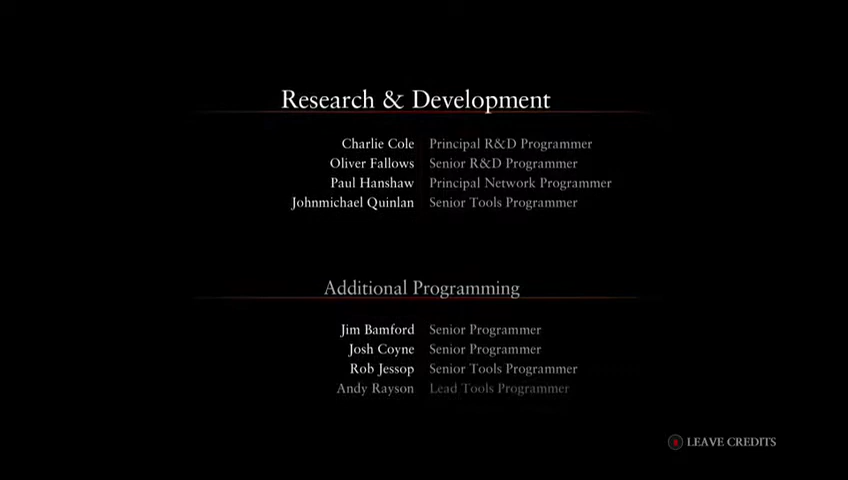 Research & Development
Charlie Cole Principal R&D Programmer
Oliver Fallows Senior R&D Programmer
Paul Hanshaw Principal Network Programmer
Johnmichael Quinlan Senior Tools Programmer
Additional Programming
Jim Bamford Senior Programmer
Josh Coyne Senior Programmer
Rob Jessop Senior Tools Programmer
Andy Rayson Lead Tools Programmer
LEAVE CREDITS